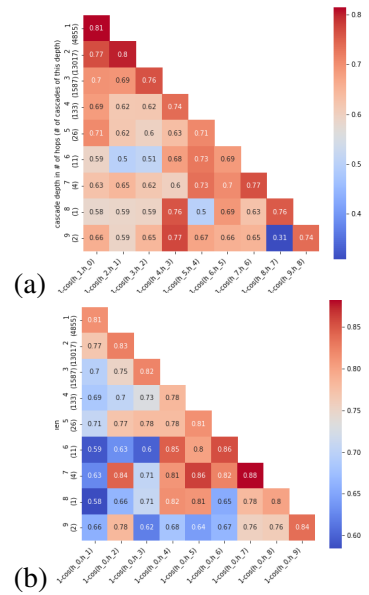 cascade depth in # of hops (# of cascades of this depth)
1 (4855) 0.81
2 (13017) 0.77 0.8
3 (1587) 0.7 0.69 0.76
4 (133) 0.69 0.62 0.62 0.74
5 (26) 0.71 0.62 0.6 0.63 0.71
6 (11) 0.59 0.5 0.51 0.68 0.73 0.69
7 (4) 0.63 0.65 0.62 0.6 0.73 0.7 0.77
8 (1) 0.58 0.59 0.59 0.76 0.5 0.69 0.63 0.76
9 (2) 0.66 0.59 0.65 0.77 0.67 0.66 0.65 0.31 0.74
1-cos(h_1,h_0) 1-cos(h_2,h_1) 1-cos(h_3,h_2) 1-cos(h_4,h_3) 1-cos(h_5,h_4) 1-cos(h_6,h_5) 1-cos(h_7,h_6) 1-cos(h_8,h_7) 1-cos(h_9,h_8)
0.8
0.7
0.6
0.5
0.4
(a)
len
1 (4855) 0.81
2 (13017) 0.77 0.83
3 (1587) 0.7 0.75 0.82
4 (133) 0.69 0.7 0.73 0.78
5 (26) 0.71 0.77 0.78 0.78 0.81
6 (11) 0.59 0.63 0.6 0.85 0.8 0.86
7 (4) 0.63 0.84 0.71 0.81 0.86 0.82 0.88
8 (1) 0.58 0.66 0.71 0.82 0.81 0.65 0.78 0.8
9 (2) 0.66 0.78 0.62 0.68 0.64 0.67 0.76 0.76 0.84
1-cos(h_0,h_1) 1-cos(h_0,h_2) 1-cos(h_0,h_3) 1-cos(h_0,h_4) 1-cos(h_0,h_5) 1-cos(h_0,h_6) 1-cos(h_0,h_7) 1-cos(h_0,h_8) 1-cos(h_0,h_9)
0.85
0.80
0.75
0.70
0.65
0.60
(b)